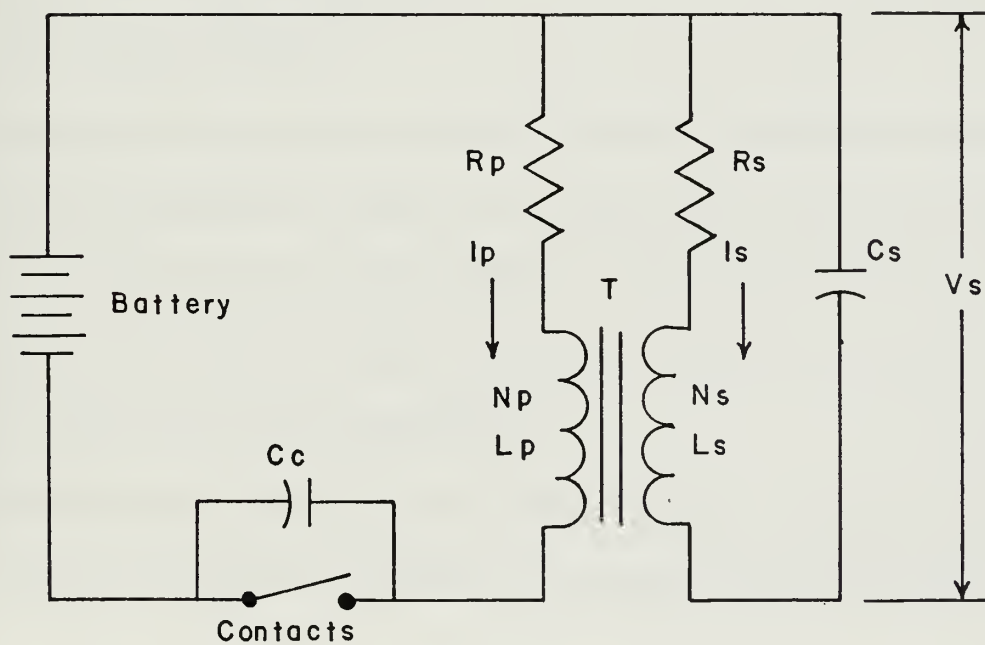 Rp
Rs
Ip
Is
Cs
T
Vs
Battery
Np
Ns
Lp
Ls
Cc
Contacts